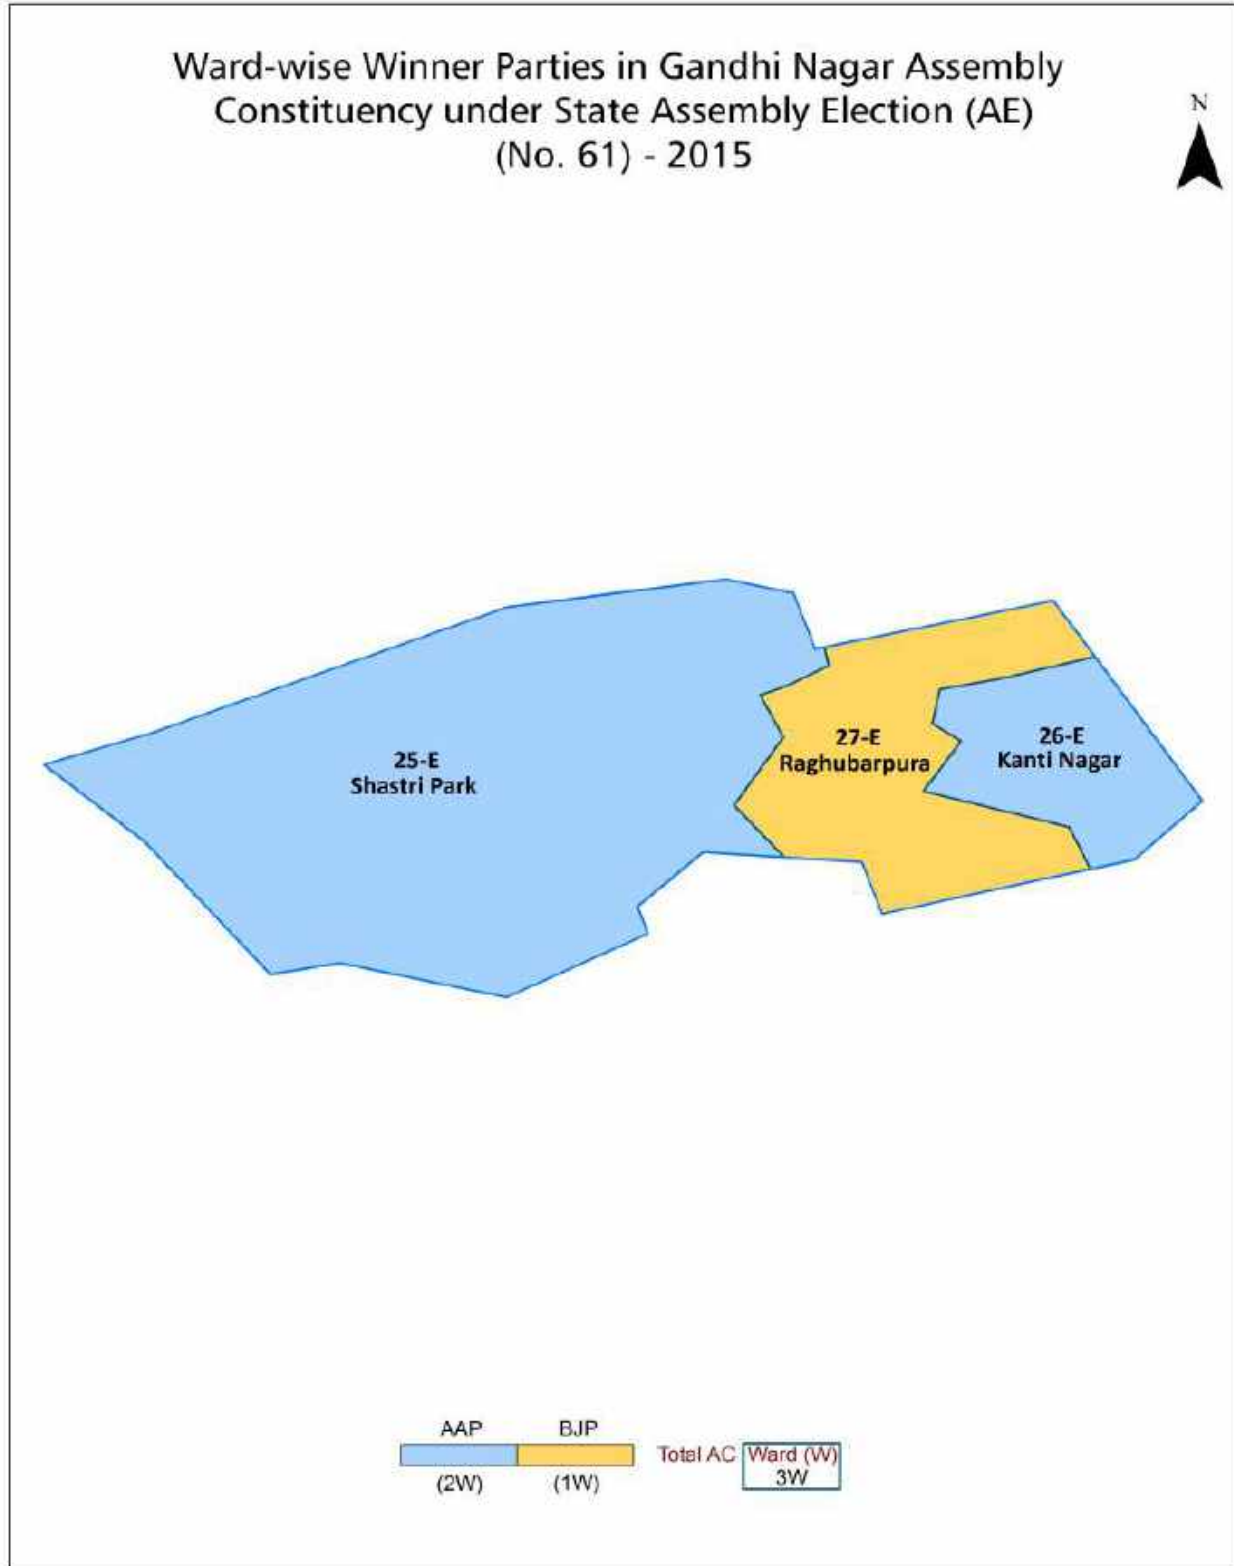 Ward-wise Winner Parties in Gandhi Nagar Assembly
Constituency under State Assembly Election (AE)
(No. 61) - 2015
N
25-E
Shastri Park
27-E
Raghubarpura
26-E
Kanti Nagar
AAP BJP
Total AC Ward (W)
3W
(2W) (1W)